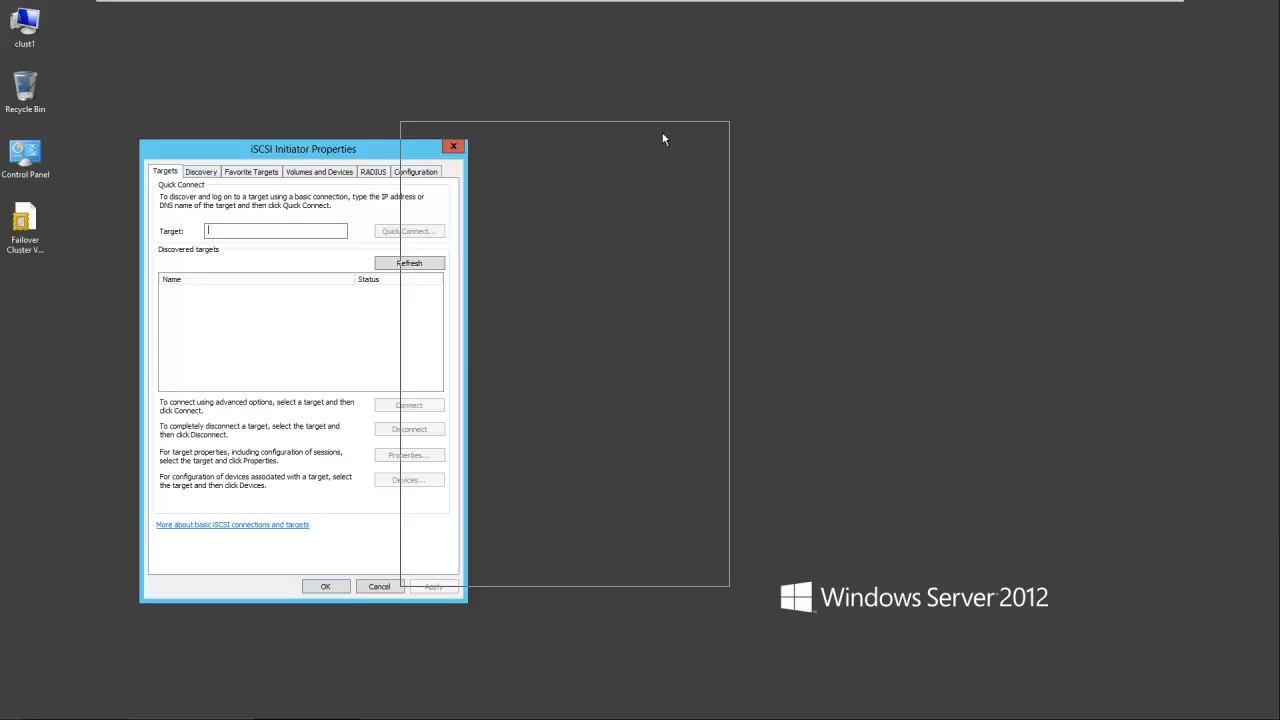 clust1
Recycle Bin
Control Panel
Failover
Cluster V...
iSCSI Initiator Properties
x
Targets
Discovery
Favorite Targets
Volumes and Devices
RADIUS
Configuration
Quick Connect
To discover and log on to a target using a basic connection, type the IP address or
DNS name of the target and then click Quick Connect.
Target:
Quick Connect...
Discovered targets
Refresh
Name
Status
To connect using advanced options, select a target and then
click Connect.
Connect
To completely disconnect a target, select the target and
then click Disconnect.
Disconnect
For target properties, including configuration of sessions,
select the target and click Properties.
Properties...
For configuration of devices associated with a target, select
the target and then click Devices.
Devices...
More about basic iSCSI connections and targets
OK
Cancel
Apply
Windows Server 2012